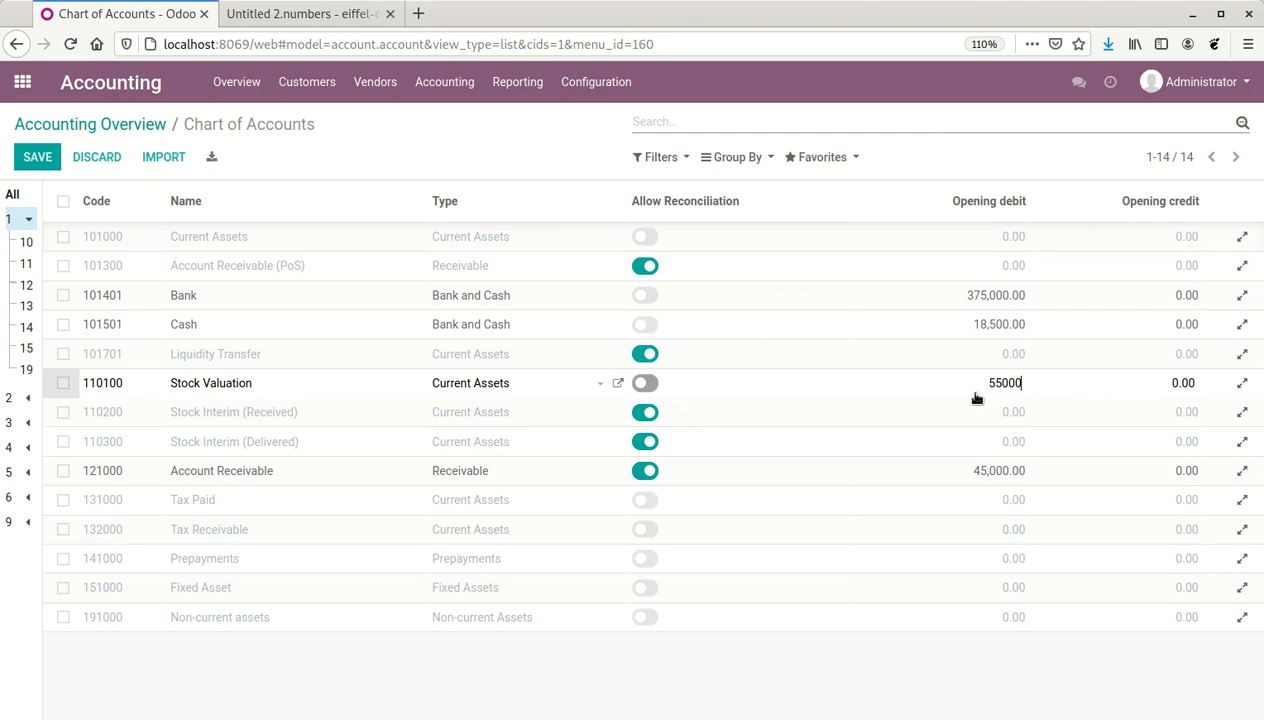 Chart of Accounts - Odoo
Untitled 2.numbers - eiffel-c
localhost:8069/web#model=account.account&view_type=list&cids=1&menu_id=160
110%
Accounting
Overview
Customers
Vendors
Accounting
Reporting
Configuration
Administrator
Accounting Overview / Chart of Accounts
Search...
SAVE
DISCARD
IMPORT
Filters
Group By
Favorites
1-14 / 14
All
1
10
11
12
13
14
15
19
2
3
4
5
6
9
Code Name Type Allow Reconciliation Opening debit Opening credit
101000 Current Assets Current Assets 0.00 0.00
101300 Account Receivable (PoS) Receivable 0.00 0.00
101401 Bank Bank and Cash 375,000.00 0.00
101501 Cash Bank and Cash 18,500.00 0.00
101701 Liquidity Transfer Current Assets 0.00 0.00
110100 Stock Valuation Current Assets 55000 0.00
110200 Stock Interim (Received) Current Assets 0.00 0.00
110300 Stock Interim (Delivered) Current Assets 0.00 0.00
121000 Account Receivable Receivable 45,000.00 0.00
131000 Tax Paid Current Assets 0.00 0.00
132000 Tax Receivable Current Assets 0.00 0.00
141000 Prepayments Prepayments 0.00 0.00
151000 Fixed Asset Fixed Assets 0.00 0.00
191000 Non-current assets Non-current Assets 0.00 0.00